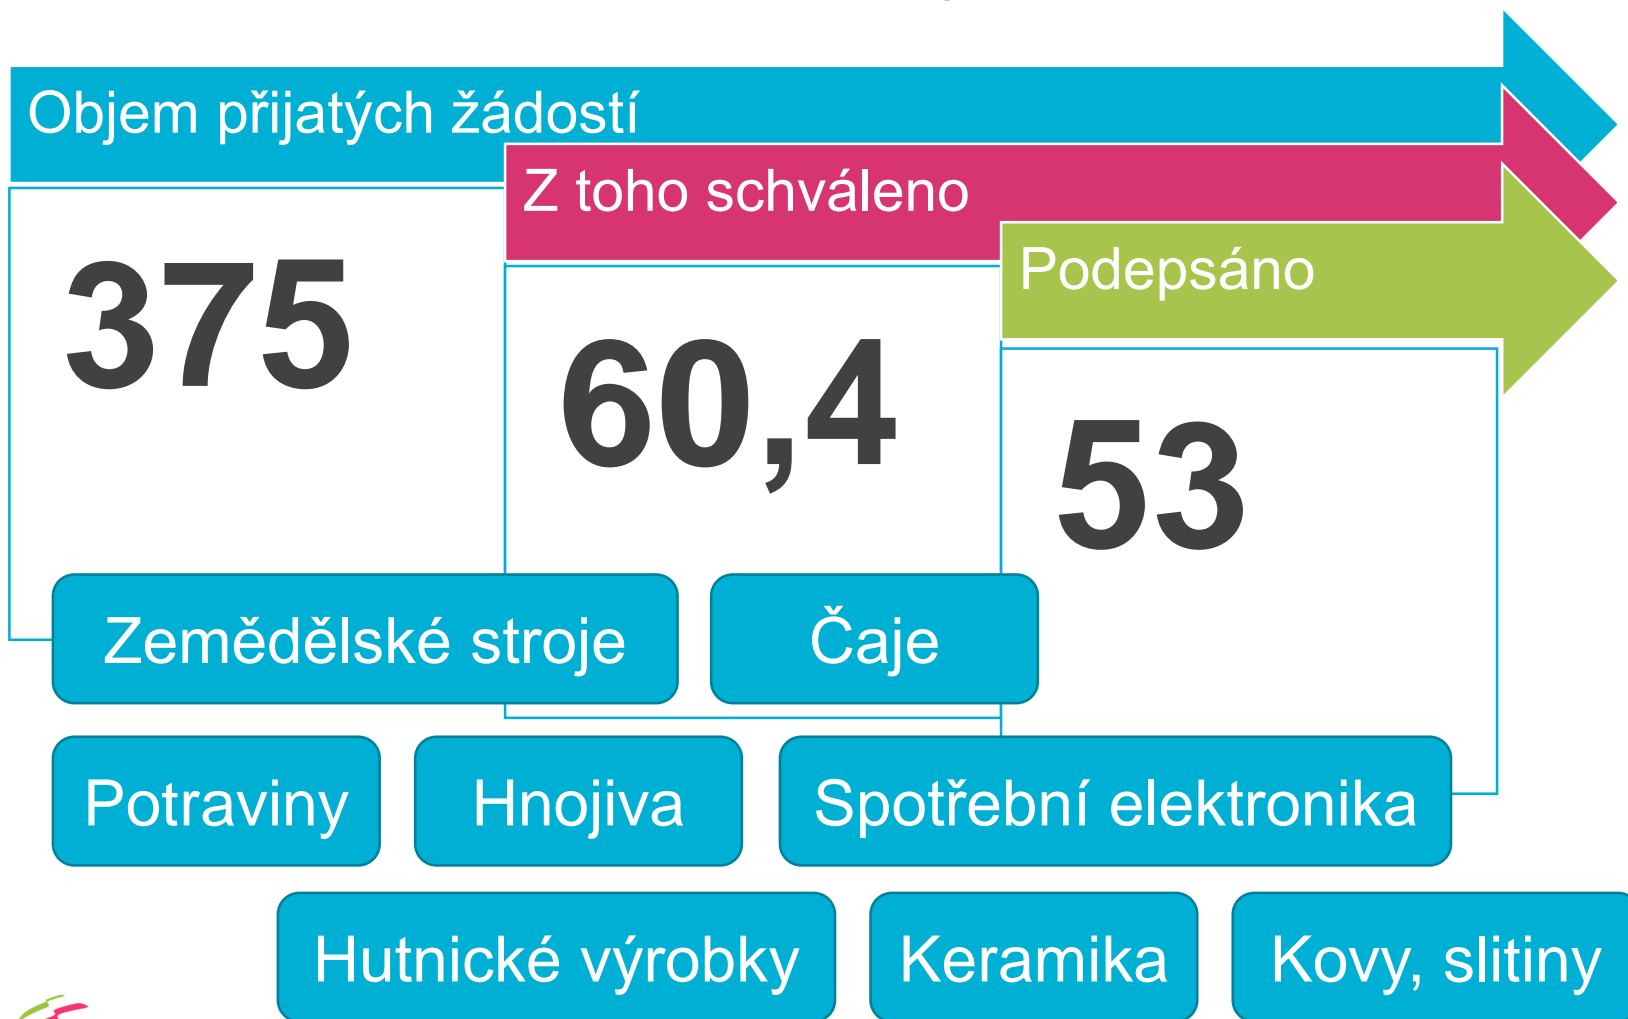 Objem přijatých žádostí
Z toho schváleno
Podepsáno
375
60,4
53
Zemědělské stroje
Čaje
Potraviny
Hnojiva
Spotřební elektronika
Hutnické výrobky
Keramika
Kovy, slitiny